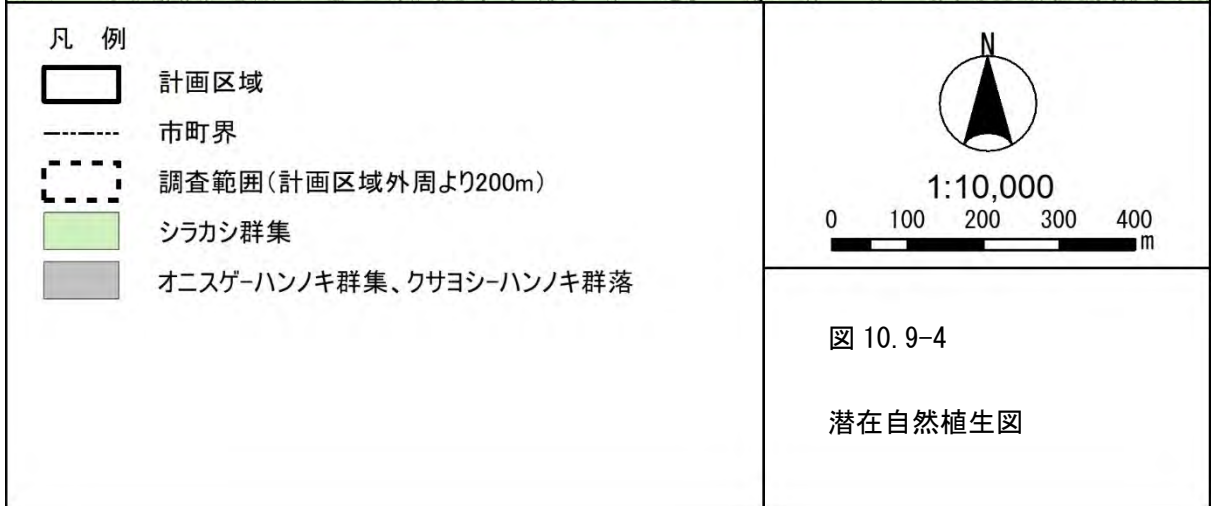 凡　例
計画区域
市町界
調査範囲（計画区域外周より200m）
シラカシ群集
オニスゲ－ハンノキ群集、クサヨシ－ハンノキ群落
N
1:10,000
0 100 200 300 400
m
図 10.9-4
潜在自然植生図